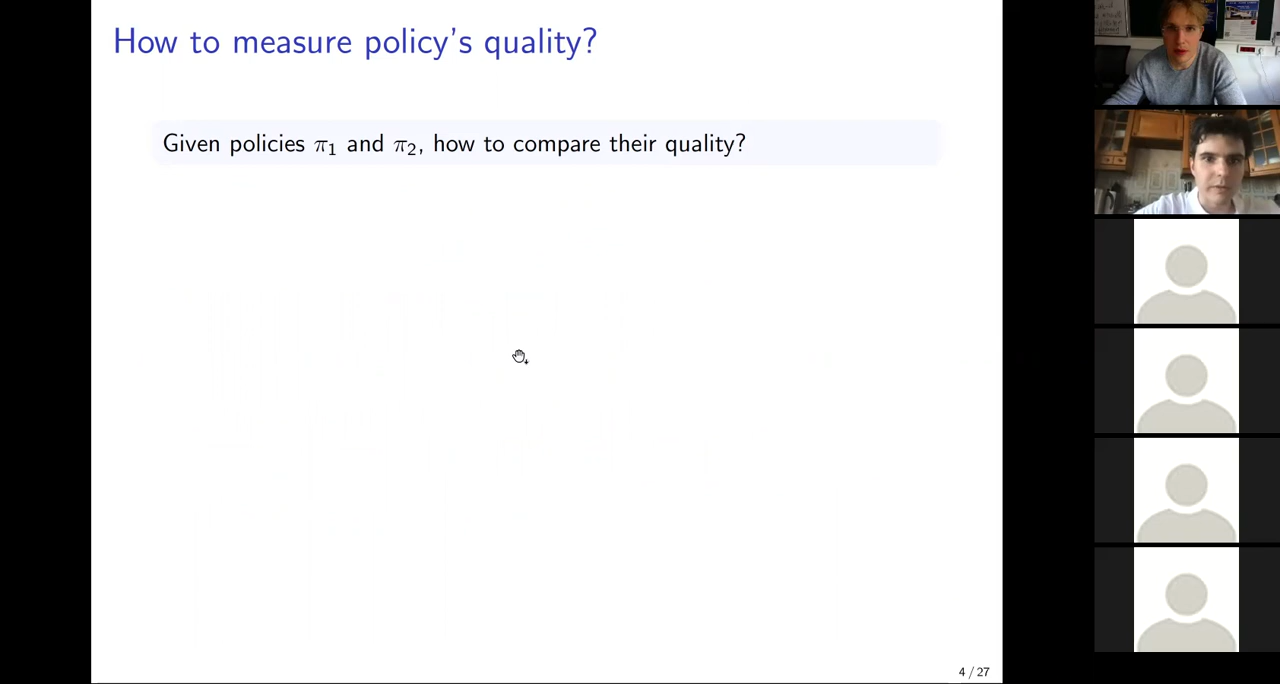 How to measure policy's quality?
Given policies π₁ and π₂, how to compare their quality?
4 / 27